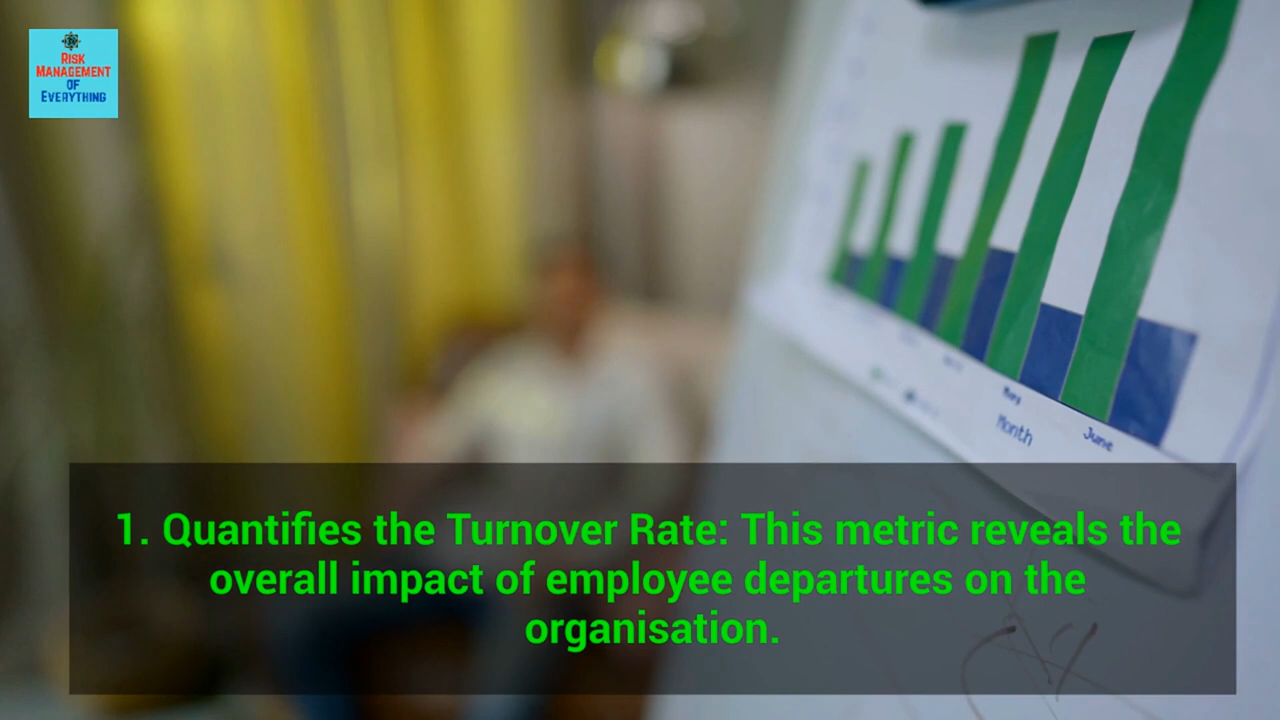 RISK
MANAGEMENT
OF
EVERYTHING
Month
June
1. Quantifies the Turnover Rate: This metric reveals the
overall impact of employee departures on the
organisation.